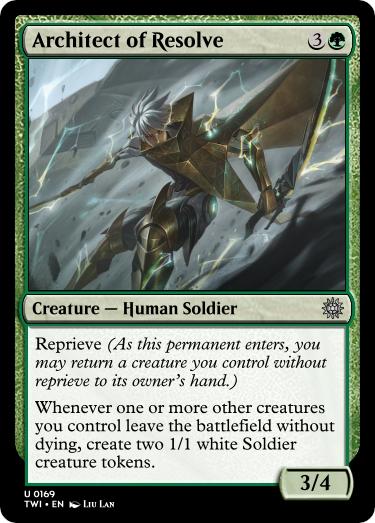 Architect of Resolve 3
Creature — Human Soldier
Reprieve (As this permanent enters, you
may return a creature you control without
reprieve to its owner's hand.)
Whenever one or more other creatures
you control leave the battlefield without
dying, create two 1/1 white Soldier
creature tokens.
3/4
U 0169
TWI • EN Liu Lan